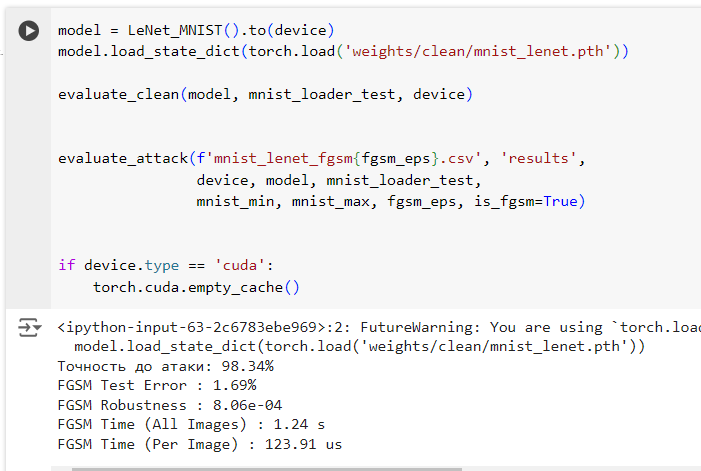 model = LeNet_MNIST().to(device)
model.load_state_dict(torch.load('weights/clean/mnist_lenet.pth'))
evaluate_clean(model, mnist_loader_test, device)
evaluate_attack(f'mnist_lenet_fgsm{fgsm_eps}.csv', 'results',
device, model, mnist_loader_test,
mnist_min, mnist_max, fgsm_eps, is_fgsm=True)
if device.type == 'cuda':
torch.cuda.empty_cache()
<ipython-input-63-2c6783ebe969>:2: FutureWarning: You are using `torch.load
model.load_state_dict(torch.load('weights/clean/mnist_lenet.pth'))
Точность до атаки: 98.34%
FGSM Test Error : 1.69%
FGSM Robustness : 8.06e-04
FGSM Time (All Images) : 1.24 s
FGSM Time (Per Image) : 123.91 us